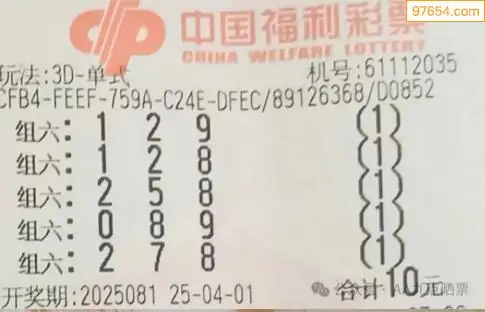 97654.com
中国福利彩票
CHINA WELFARE LOTTERY
玩法:3D-单式 机号:61112035
CFB4-FEEF-759A-C24E-DFEC/89126368/D0852
组六: 1 2 9 (1)
组六: 1 2 8 (1)
组六: 2 5 8 (1)
组六: 0 8 9 (1)
组六: 2 7 8 (1)
开奖期:2025081 25-04-01 合计10元